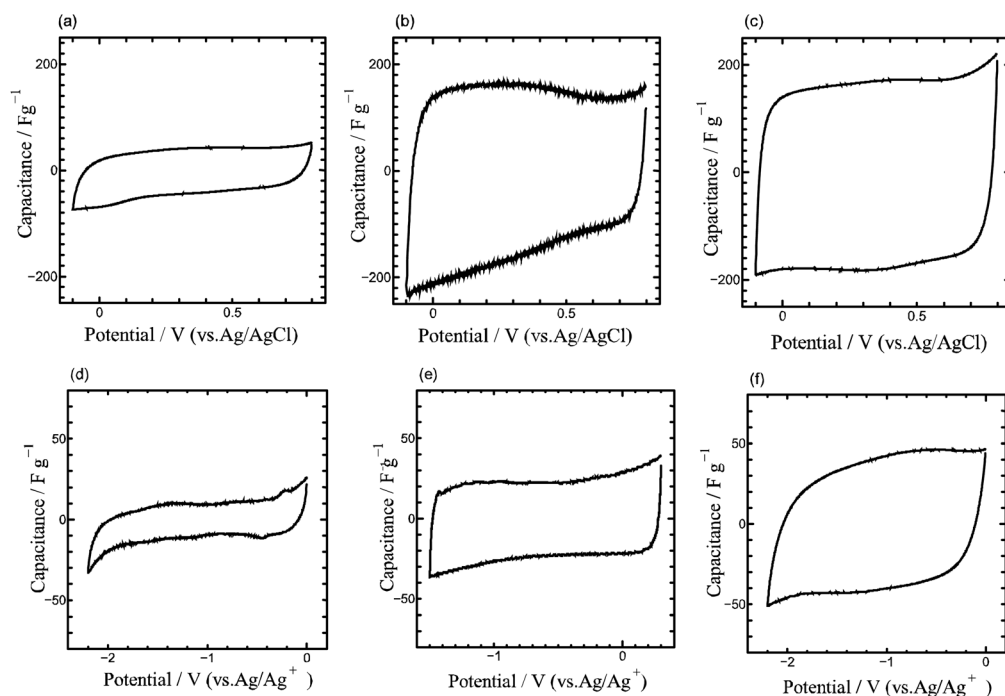 (a)
(b)
(c)
Capacitance / Fg⁻¹
200
0
−200
0
0.5
Potential / V (vs.Ag/AgCl)
Capacitance / F g⁻¹
200
0
−200
0
0.5
Potential / V (vs.Ag/AgCl)
Capacitance / F g⁻¹
200
0
−200
0
0.5
Potential / V (vs.Ag/AgCl)
(d)
(e)
(f)
Capacitance / F g⁻¹
50
0
−50
−2
−1
0
Potential / V (vs.Ag/Ag⁺)
Capacitance / F g⁻¹
50
0
−50
−1
0
Potential / V (vs.Ag/Ag⁺)
Capacitance / F g⁻¹
50
0
−50
−2
−1
0
Potential / V (vs.Ag/Ag⁺)